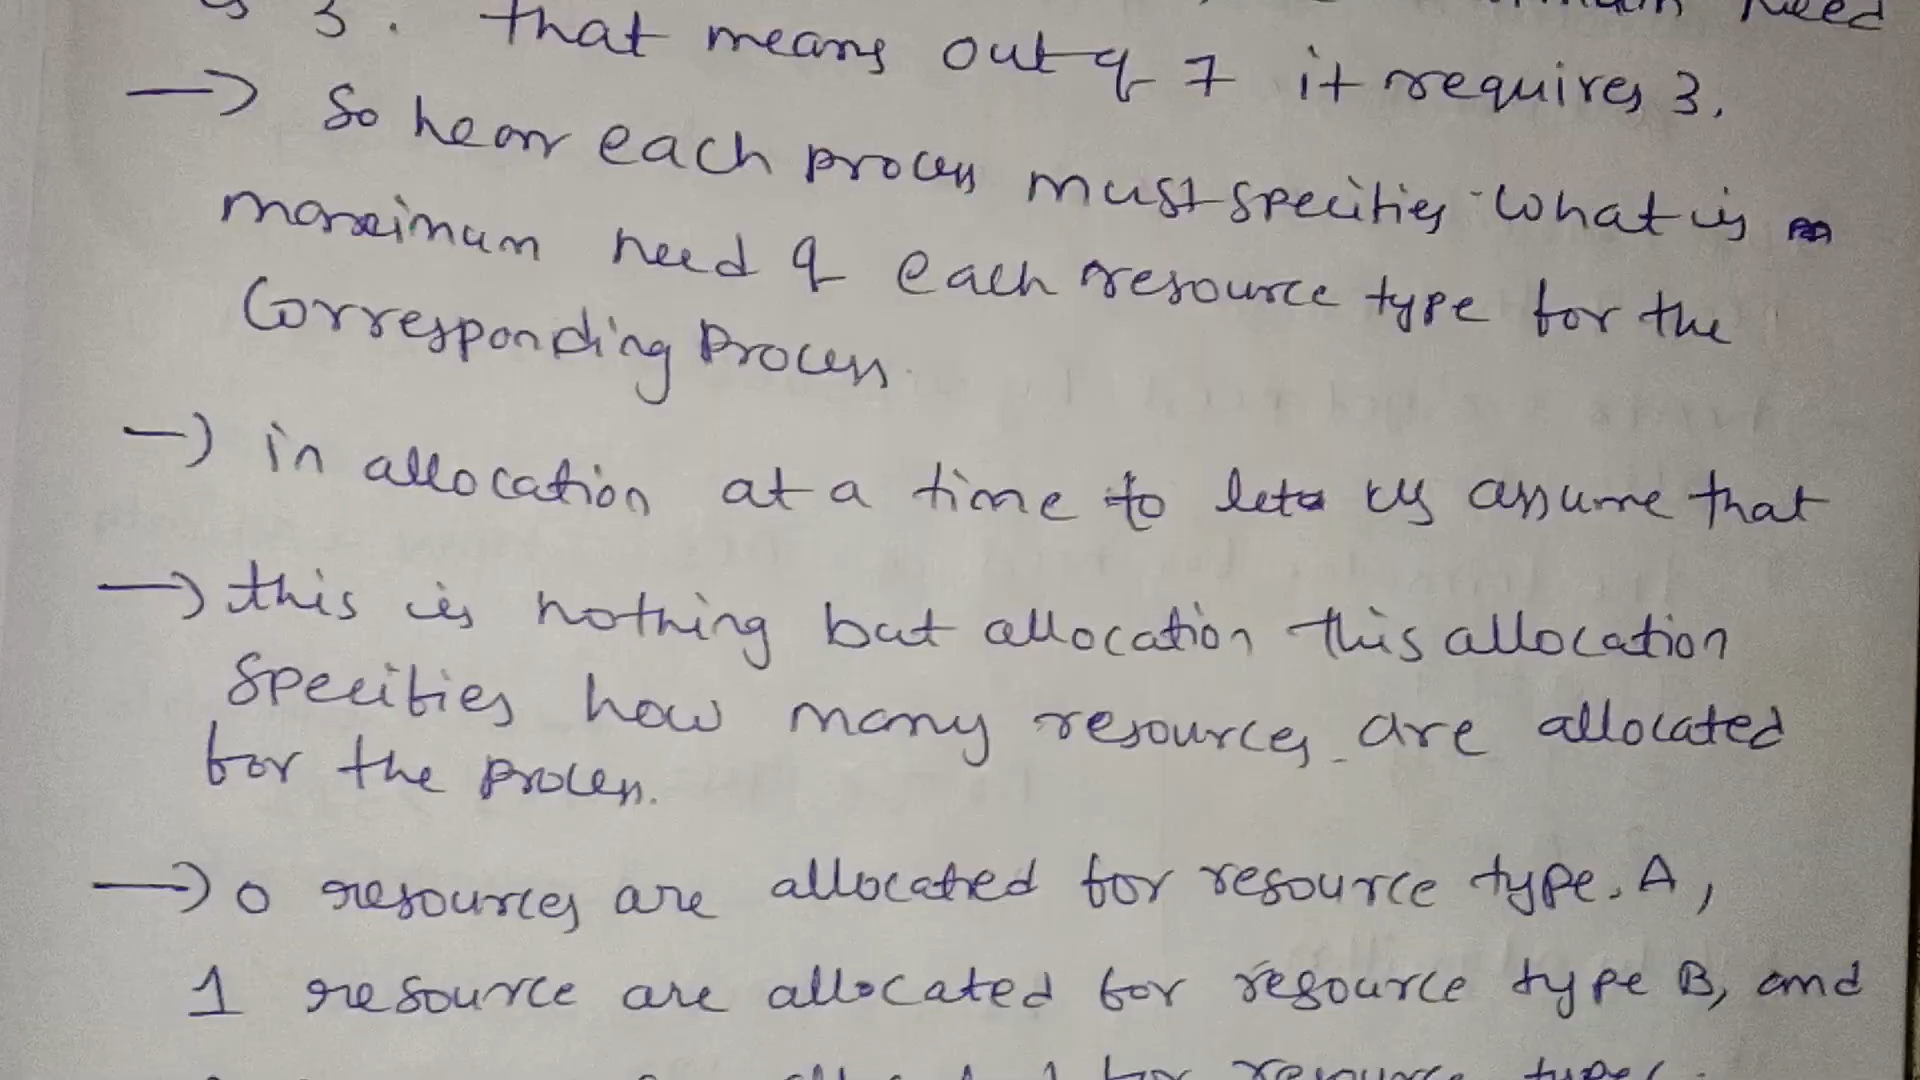 3. that means out of 7 it requires 3.
→ So hear each process must specifies what is
maximum need of each resource type for the
Corresponding Process.
→ in allocation at a time to let us assume that
→ this is nothing but allocation this allocation
specifies how many resources are allocated
for the process.
→ 0 resources are allocated for resource type A,
1 resource are allocated for resource type B, and
for resource type